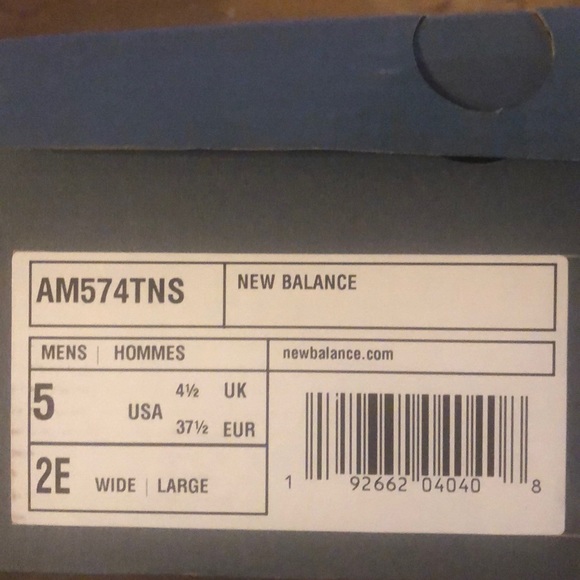 AM574TNS
NEW BALANCE
MENS | HOMMES
newbalance.com
5 USA 4½ UK
37½ EUR
2E WIDE | LARGE
1 92662 04040 8